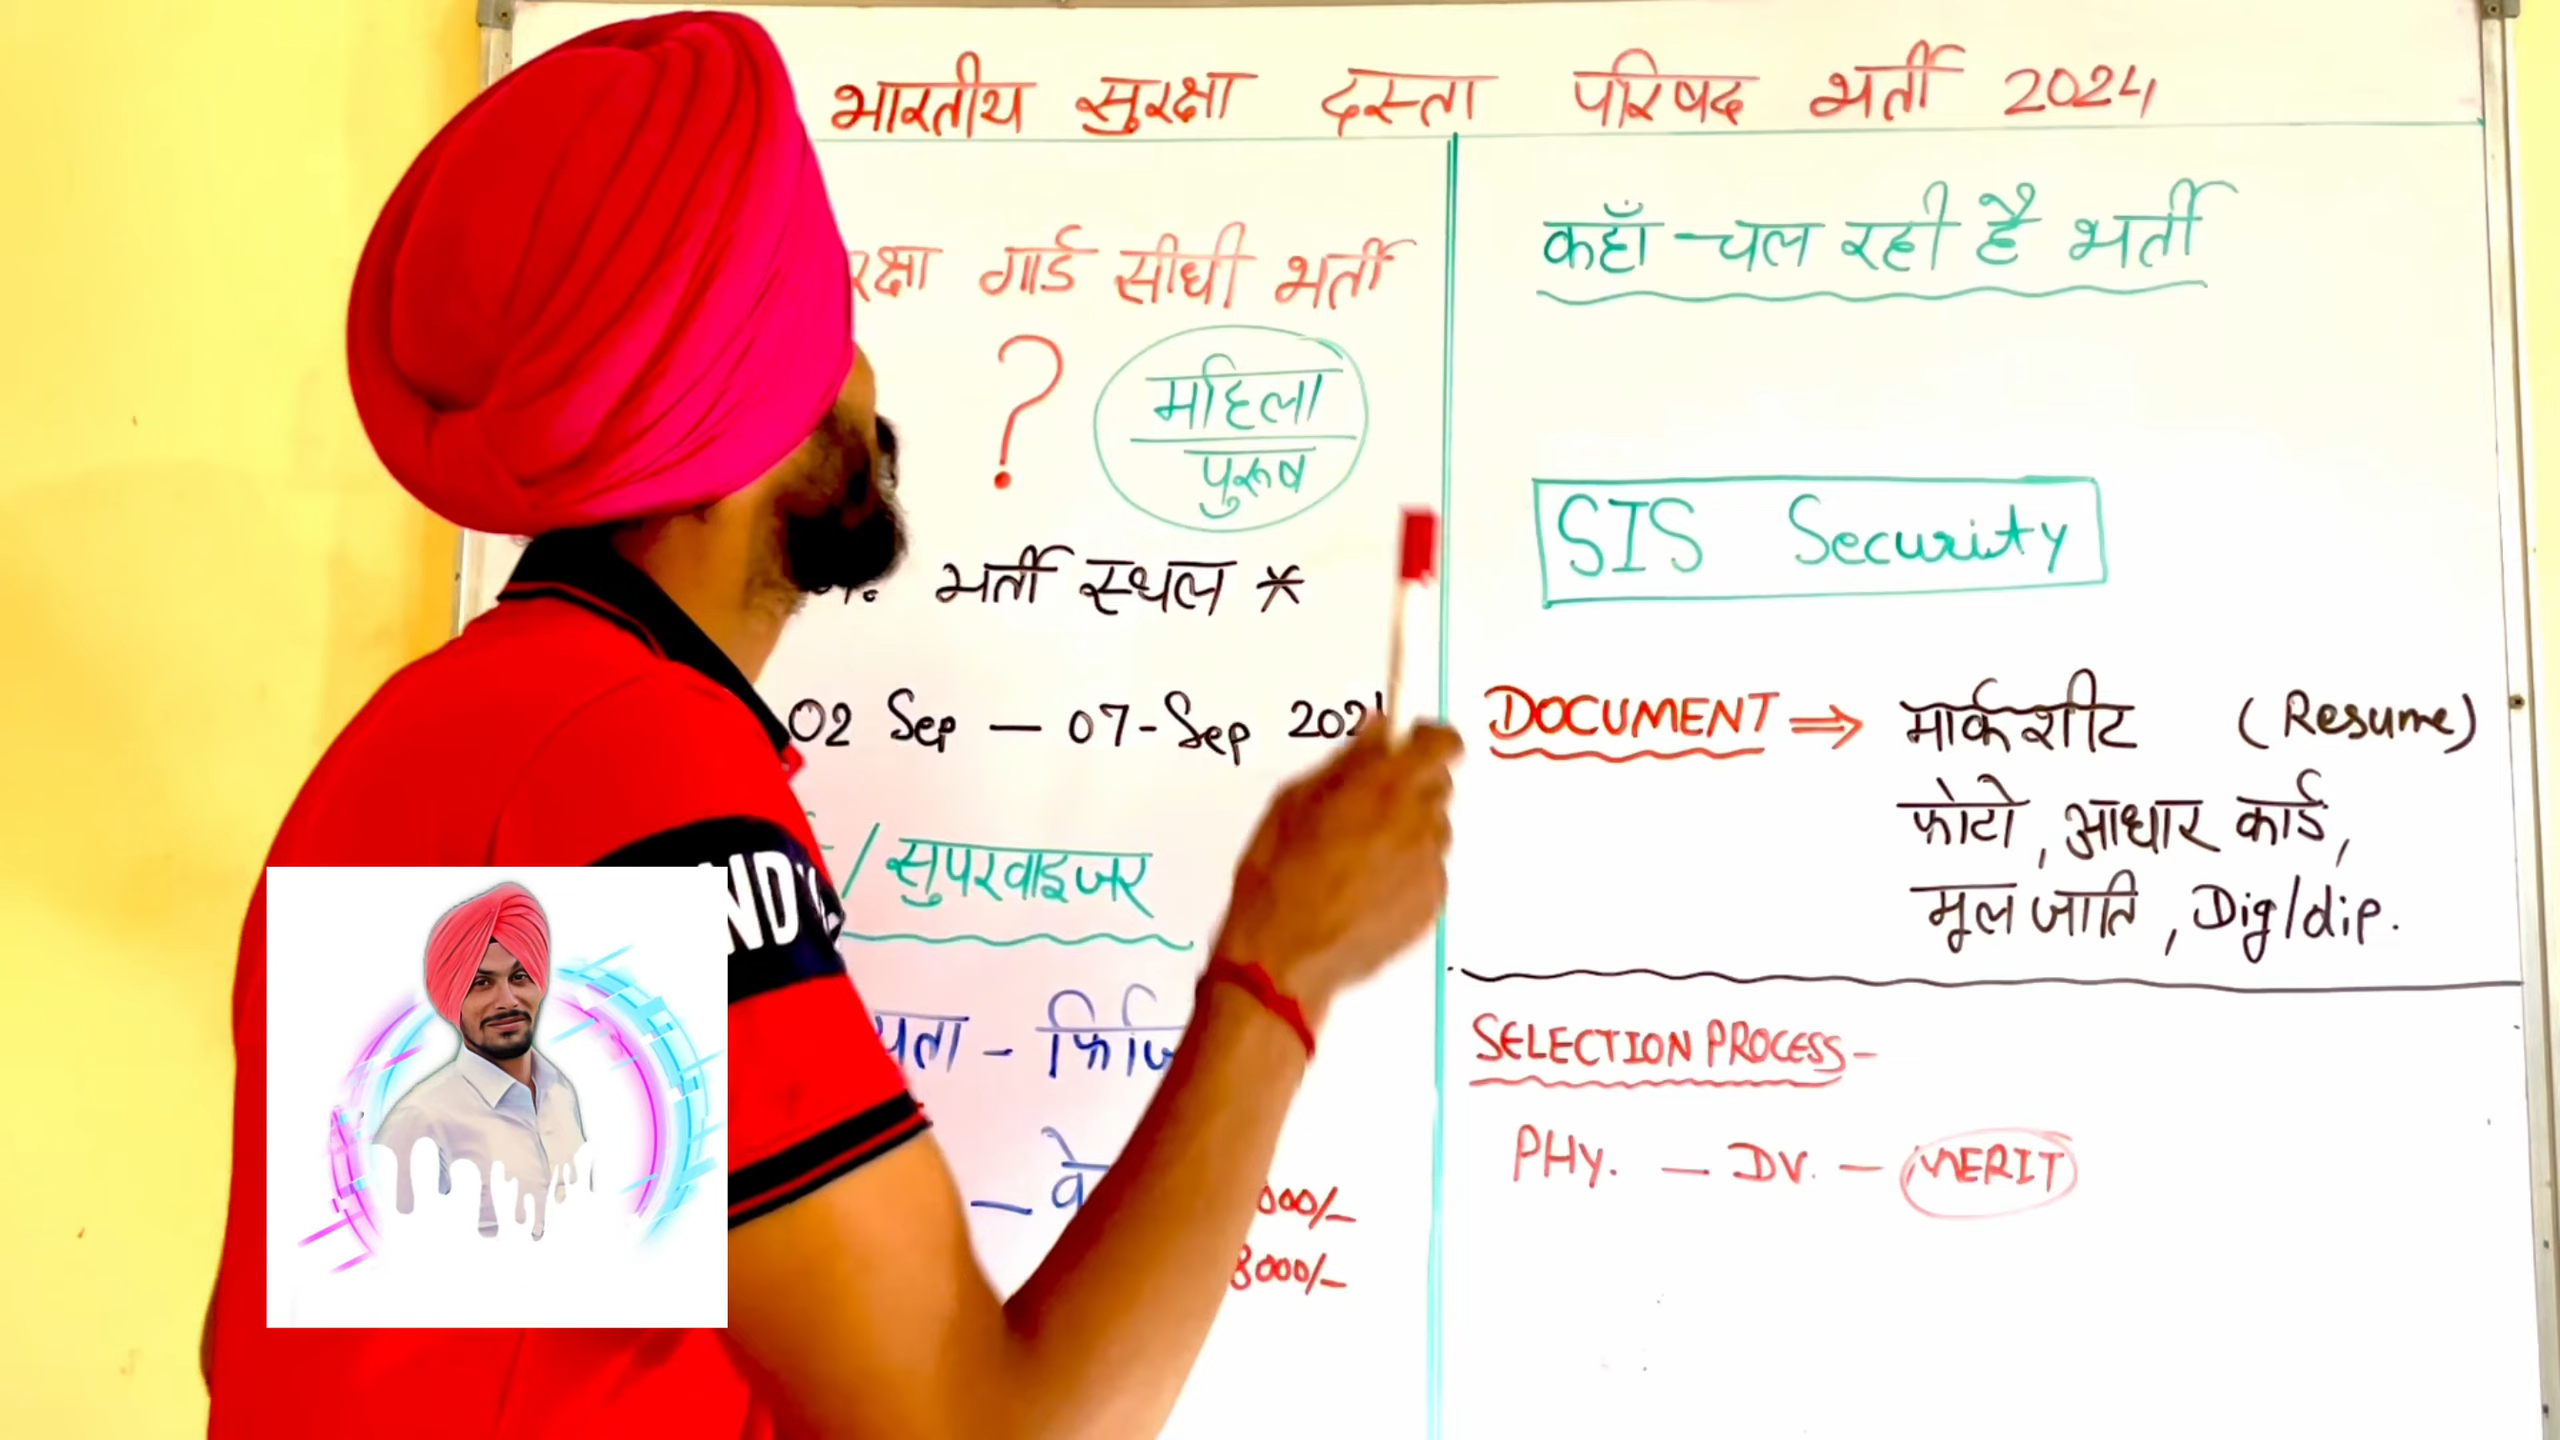 भारतीय सुरक्षा दस्ता परिषद भर्ती 2024
गार्ड सीधी भर्ती
?
महिला
पुरूष
भर्ती स्थल *
02 Sep — 07-Sep
/ सुपरवाइजर
कहाँ चल रही है भर्ती
SIS Security
DOCUMENT ⇒ मार्कशीट (Resume)
फोटो, आधार कार्ड,
मूल जाति, Dig/dip.
SELECTION PROCESS-
PHY. — DV. — MERIT